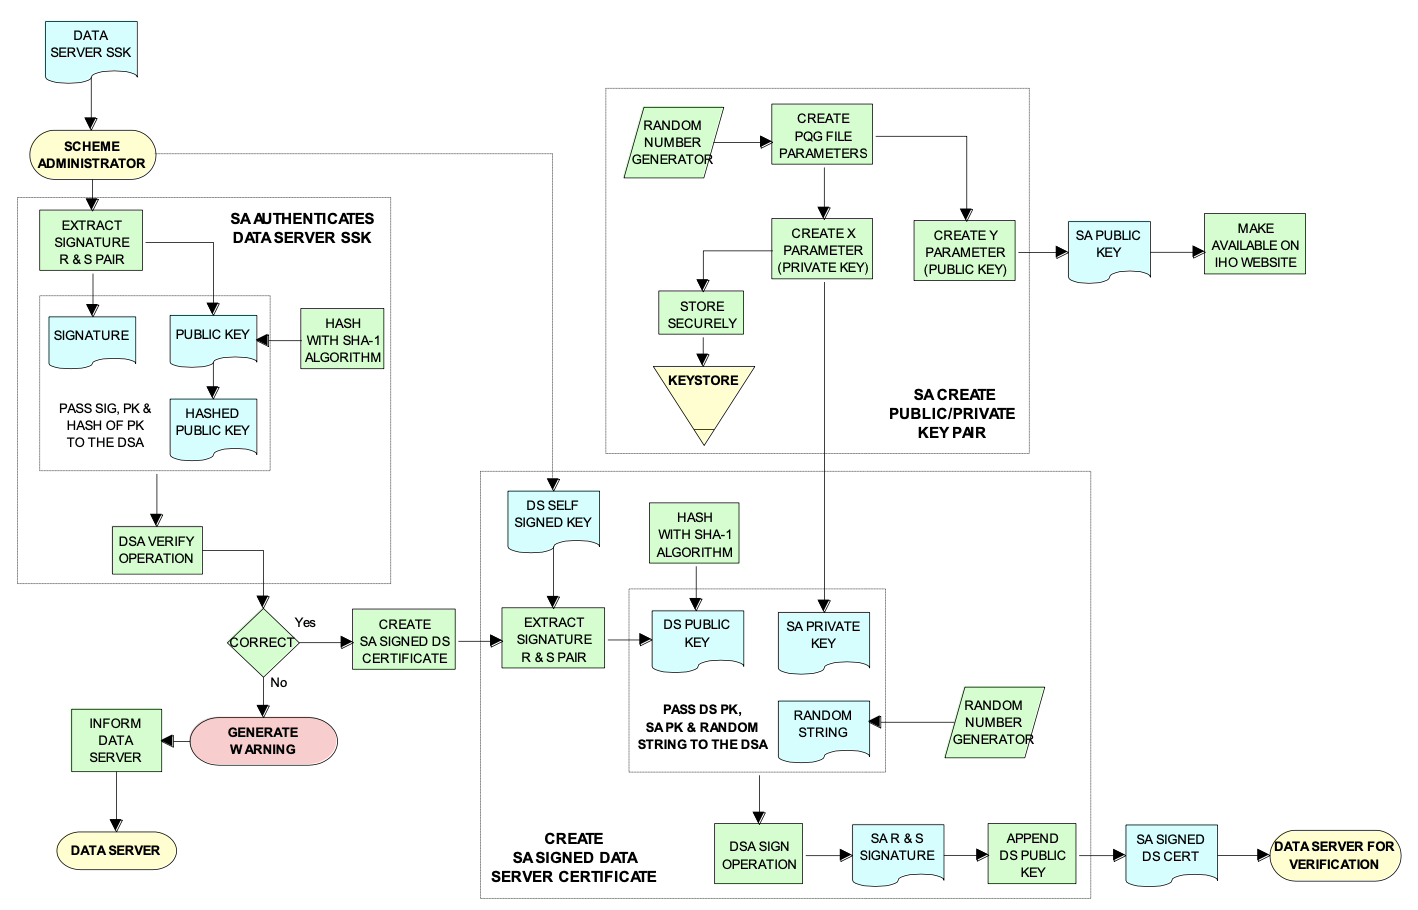 DATA
SERVER SSK
SCHEME
ADMINISTRATOR
SA AUTHENTICATES
DATA SERVER SSK
EXTRACT
SIGNATURE
R & S PAIR
SIGNATURE
PUBLIC KEY
HASH
WITH SHA-1
ALGORITHM
PASS SIG, PK &
HASH OF PK
TO THE DSA
HASHED
PUBLIC KEY
DSA VERIFY
OPERATION
CORRECT
Yes
No
GENERATE
WARNING
INFORM
DATA
SERVER
DATA SERVER
CREATE
SA SIGNED DS
CERTIFICATE
RANDOM
NUMBER
GENERATOR
CREATE
PQG FILE
PARAMETERS
CREATE X
PARAMETER
(PRIVATE KEY)
CREATE Y
PARAMETER
(PUBLIC KEY)
SA PUBLIC
KEY
MAKE
AVAILABLE ON
IHO WEBSITE
STORE
SECURELY
KEYSTORE
SA CREATE
PUBLIC/PRIVATE
KEY PAIR
DS SELF
SIGNED KEY
HASH
WITH SHA-1
ALGORITHM
EXTRACT
SIGNATURE
R & S PAIR
DS PUBLIC
KEY
SA PRIVATE
KEY
PASS DS PK,
SA PK & RANDOM
STRING TO THE DSA
RANDOM
STRING
RANDOM
NUMBER
GENERATOR
CREATE
SA SIGNED DATA
SERVER CERTIFICATE
DSA SIGN
OPERATION
SA R & S
SIGNATURE
APPEND
DS PUBLIC
KEY
SA SIGNED
DS CERT
DATA SERVER FOR
VERIFICATION